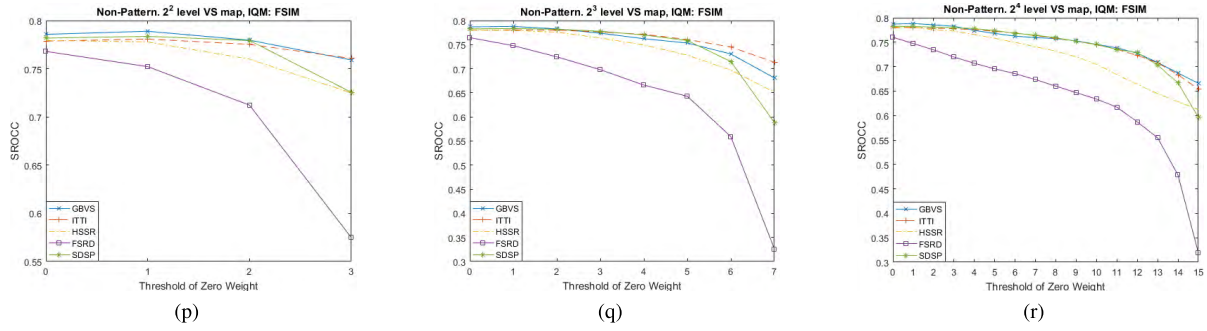 Non-Pattern. 2² level VS map, IQM: FSIM
0.8
0.75
0.7
0.65
0.6
0.55
SROCC
GBVS
ITTI
HSSR
FSRD
SDSP
0 1 2 3
Threshold of Zero Weight
(p)
Non-Pattern. 2³ level VS map, IQM: FSIM
0.8
0.75
0.7
0.65
0.6
0.55
0.5
0.45
0.4
0.35
0.3
SROCC
GBVS
ITTI
HSSR
FSRD
SDSP
0 1 2 3 4 5 6 7
Threshold of Zero Weight
(q)
Non-Pattern. 2⁴ level VS map, IQM: FSIM
0.8
0.75
0.7
0.65
0.6
0.55
0.5
0.45
0.4
0.35
0.3
SROCC
GBVS
ITTI
HSSR
FSRD
SDSP
0 1 2 3 4 5 6 7 8 9 10 11 12 13 14 15
Threshold of Zero Weight
(r)